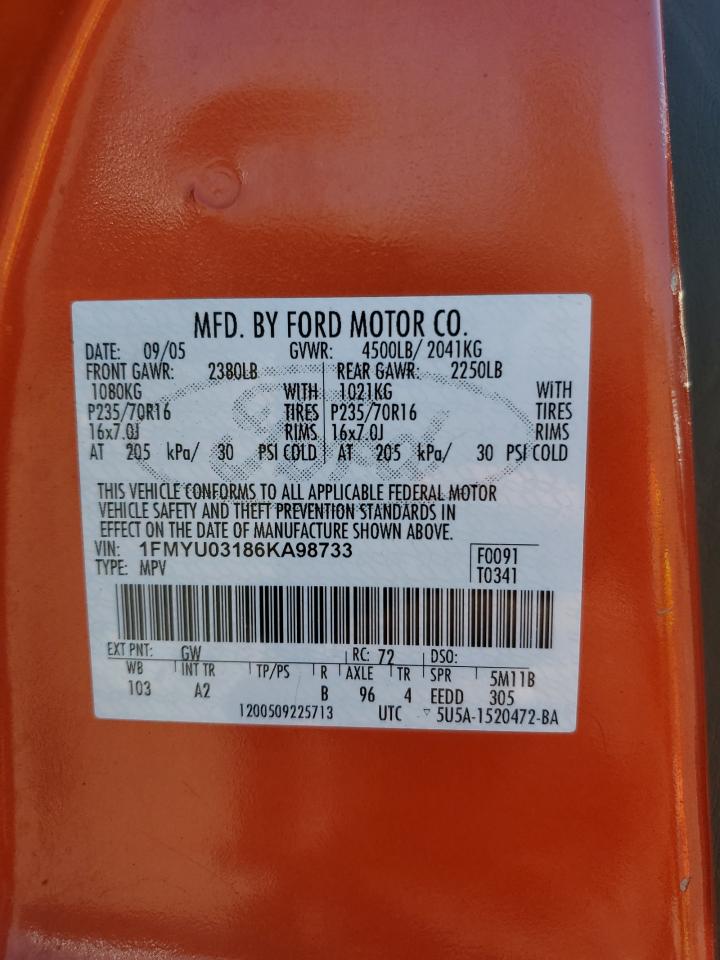 MFD. BY FORD MOTOR CO.
DATE: 09/05 GVWR: 4500LB/ 2041KG
FRONT GAWR: 2380LB REAR GAWR: 2250LB
1080KG WITH 1021KG WITH
P235/70R16 TIRES P235/70R16 TIRES
16x7.0J RIMS 16x7.0J RIMS
AT 205 kPa/ 30 PSI COLD AT 205 kPa/ 30 PSI COLD
Ford
THIS VEHICLE CONFORMS TO ALL APPLICABLE FEDERAL MOTOR
VEHICLE SAFETY AND THEFT PREVENTION STANDARDS IN
EFFECT ON THE DATE OF MANUFACTURE SHOWN ABOVE.
VIN: 1FMYU03186KA98733 F0091
TYPE: MPV T0341
EXT PNT: GW RC: 72 DSO:
WB INT TR TP/PS R AXLE TR SPR 5M11B
103 A2 B 96 4 EEDD 305
1200509225713 UTC ▽ 5U5A-1520472-BA